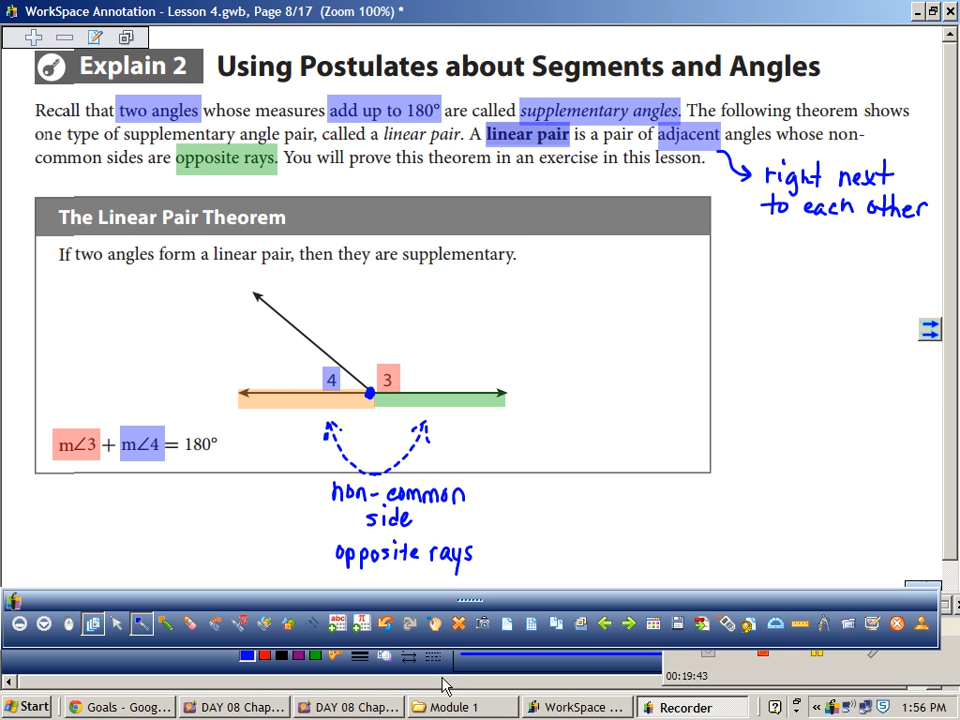 WorkSpace Annotation - Lesson 4.gwb, Page 8/17 (Zoom 100%) *
Explain 2 Using Postulates about Segments and Angles
Recall that two angles whose measures add up to 180° are called supplementary angles. The following theorem shows
one type of supplementary angle pair, called a linear pair. A linear pair is a pair of adjacent angles whose non-
common sides are opposite rays. You will prove this theorem in an exercise in this lesson.
right next
to each other
The Linear Pair Theorem
If two angles form a linear pair, then they are supplementary.
4 3
m∠3 + m∠4 = 180°
non-common
side
opposite rays
abc
π
00:19:43
Start
Goals - Goog...
DAY 08 Chap...
DAY 08 Chap...
Module 1
WorkSpace ...
Recorder
1:56 PM